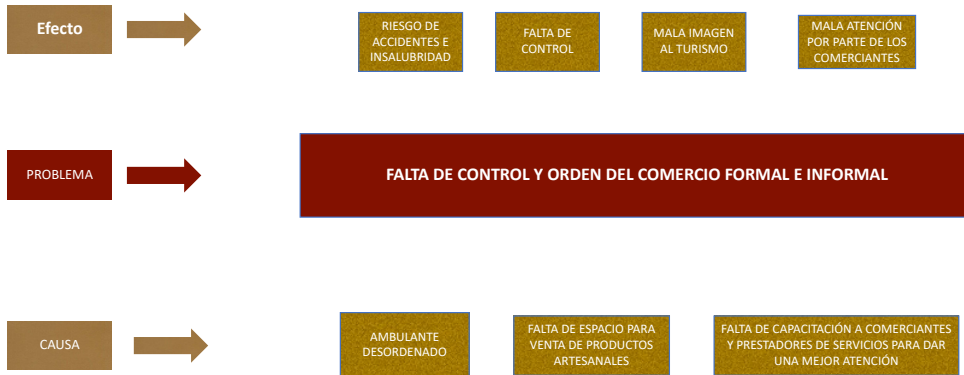 Efecto
RIESGO DE
ACCIDENTES E
INSALUBRIDAD
FALTA DE
CONTROL
MALA IMAGEN
AL TURISMO
MALA ATENCIÓN
POR PARTE DE LOS
COMERCIANTES
PROBLEMA
FALTA DE CONTROL Y ORDEN DEL COMERCIO FORMAL E INFORMAL
CAUSA
AMBULANTE
DESORDENADO
FALTA DE ESPACIO PARA
VENTA DE PRODUCTOS
ARTESANALES
FALTA DE CAPACITACIÓN A COMERCIANTES
Y PRESTADORES DE SERVICIOS PARA DAR
UNA MEJOR ATENCIÓN